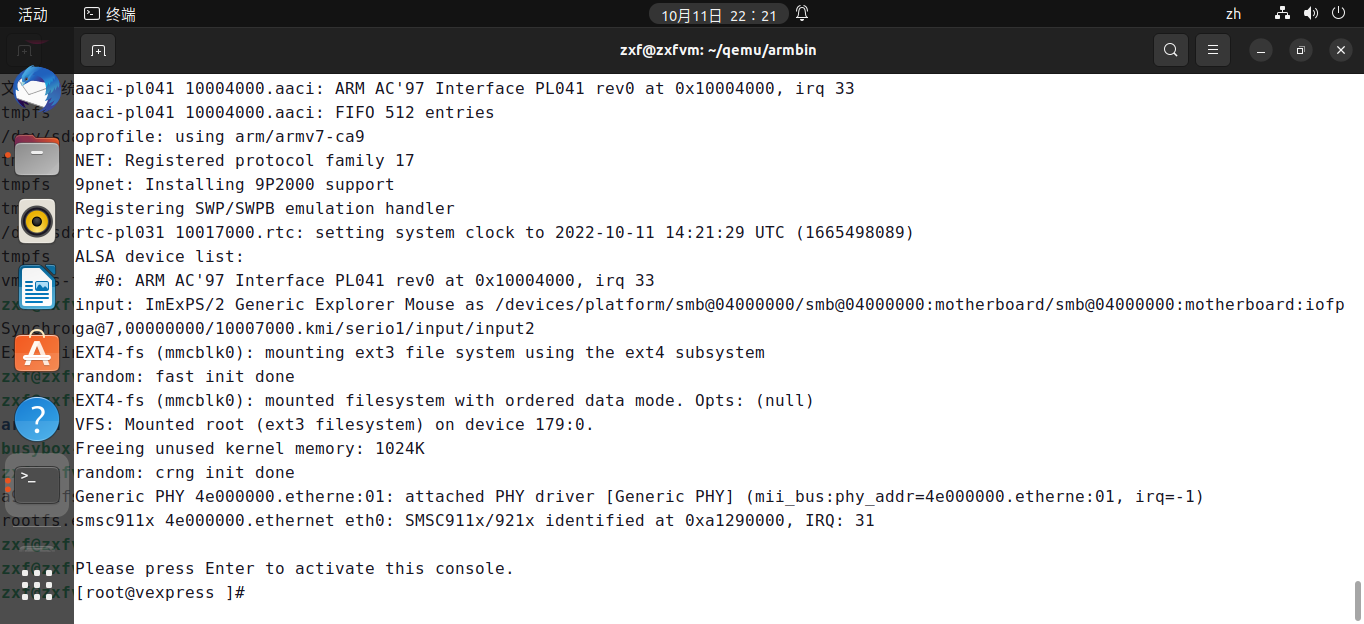 活动 终端 10月11日 22：21 zh
zxf@zxfvm: ~/qemu/armbin
aaci-pl041 10004000.aaci: ARM AC'97 Interface PL041 rev0 at 0x10004000, irq 33
tmpfs aaci-pl041 10004000.aaci: FIFO 512 entries
oprofile: using arm/armv7-ca9
NET: Registered protocol family 17
tmpfs 9pnet: Installing 9P2000 support
Registering SWP/SWPB emulation handler
rtc-pl031 10017000.rtc: setting system clock to 2022-10-11 14:21:29 UTC (1665498089)
tmpfs ALSA device list:
#0: ARM AC'97 Interface PL041 rev0 at 0x10004000, irq 33
input: ImExPS/2 Generic Explorer Mouse as /devices/platform/smb@04000000/smb@04000000:motherboard/smb@04000000:motherboard:iofp
ga@7,00000000/10007000.kmi/serio1/input/input2
EXT4-fs (mmcblk0): mounting ext3 file system using the ext4 subsystem
random: fast init done
EXT4-fs (mmcblk0): mounted filesystem with ordered data mode. Opts: (null)
VFS: Mounted root (ext3 filesystem) on device 179:0.
busybox Freeing unused kernel memory: 1024K
random: crng init done
Generic PHY 4e000000.etherne:01: attached PHY driver [Generic PHY] (mii_bus:phy_addr=4e000000.etherne:01, irq=-1)
smsc911x 4e000000.ethernet eth0: SMSC911x/921x identified at 0xa1290000, IRQ: 31
Please press Enter to activate this console.
[root@vexpress ]#